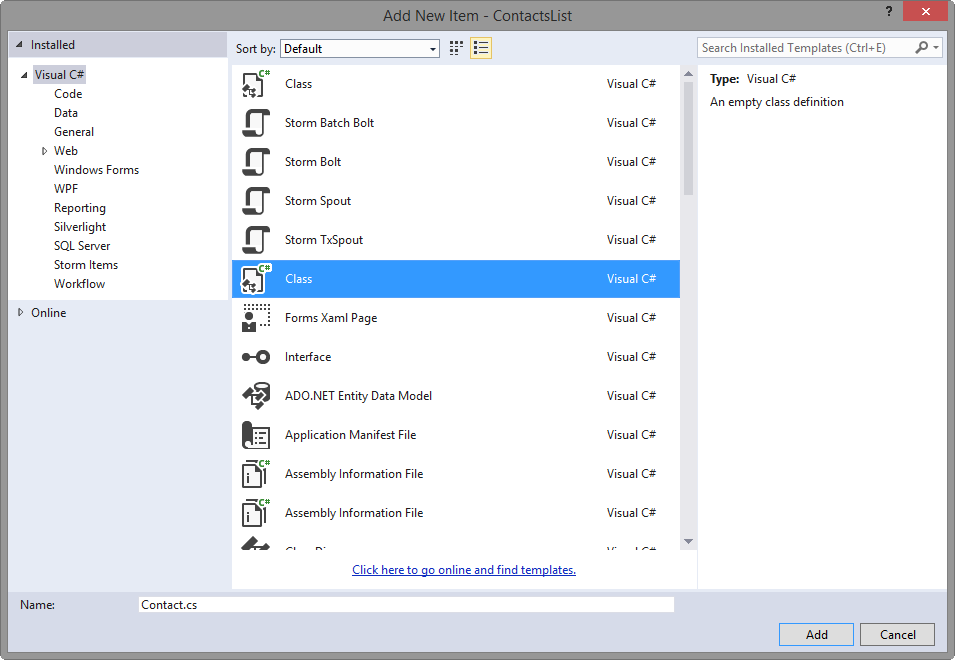 Add New Item - ContactsList
?
Installed
Sort by: Default
Search Installed Templates (Ctrl+E)
Visual C#
Code
Data
General
Web
Windows Forms
WPF
Reporting
Silverlight
SQL Server
Storm Items
Workflow
Online
C# Class Visual C#
Storm Batch Bolt Visual C#
Storm Bolt Visual C#
Storm Spout Visual C#
Storm TxSpout Visual C#
C# Class Visual C#
Forms Xaml Page Visual C#
Interface Visual C#
ADO.NET Entity Data Model Visual C#
Application Manifest File Visual C#
C# Assembly Information File Visual C#
C# Assembly Information File Visual C#
Click here to go online and find templates.
Type: Visual C#
An empty class definition
Name: Contact.cs
Add Cancel